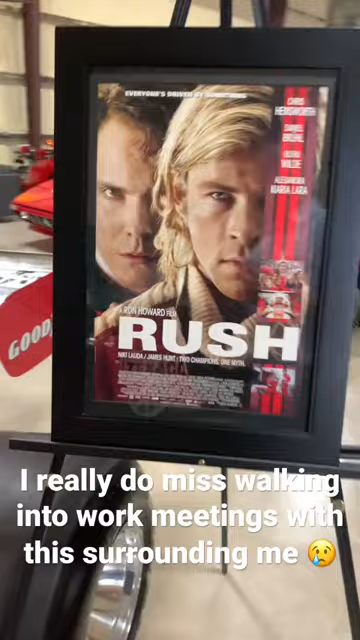 EVERYONE'S DRIVEN BY SOMETHING
CHRIS
HEMSWORTH
DANIEL
BRÜHL
OLIVIA
WILDE
ALEXANDRA
MARIA LARA
GOOD
A RON HOWARD FILM
RUSH
NIKI LAUDA / JAMES HUNT / TWO CHAMPIONS. ONE MYTH.
I really do miss walking
into work meetings with
this surrounding me 😢